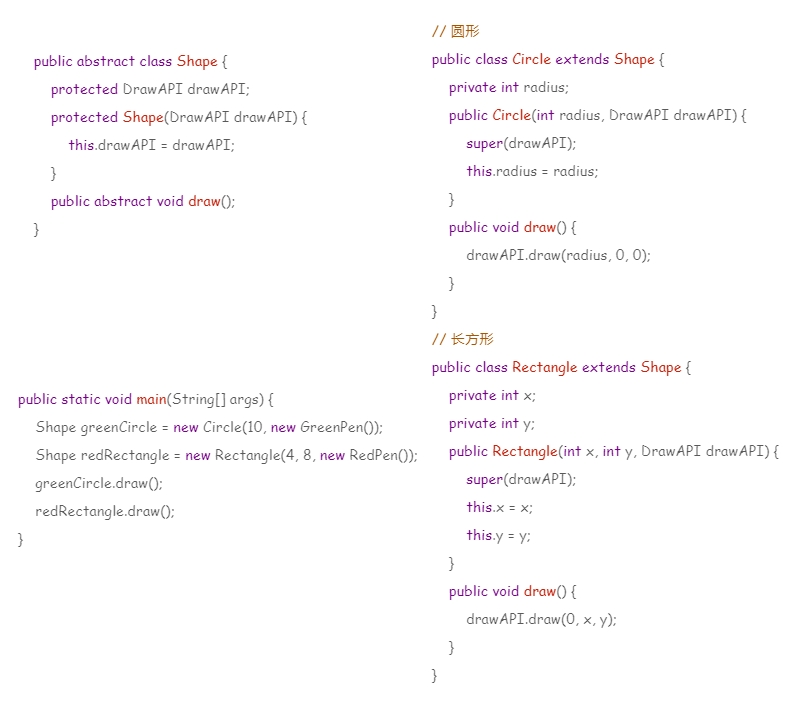 public abstract class Shape {
protected DrawAPI drawAPI;
protected Shape(DrawAPI drawAPI) {
this.drawAPI = drawAPI;
}
public abstract void draw();
}
public static void main(String[] args) {
Shape greenCircle = new Circle(10, new GreenPen());
Shape redRectangle = new Rectangle(4, 8, new RedPen());
greenCircle.draw();
redRectangle.draw();
}
// 圆形
public class Circle extends Shape {
private int radius;
public Circle(int radius, DrawAPI drawAPI) {
super(drawAPI);
this.radius = radius;
}
public void draw() {
drawAPI.draw(radius, 0, 0);
}
}
// 长方形
public class Rectangle extends Shape {
private int x;
private int y;
public Rectangle(int x, int y, DrawAPI drawAPI) {
super(drawAPI);
this.x = x;
this.y = y;
}
public void draw() {
drawAPI.draw(0, x, y);
}
}